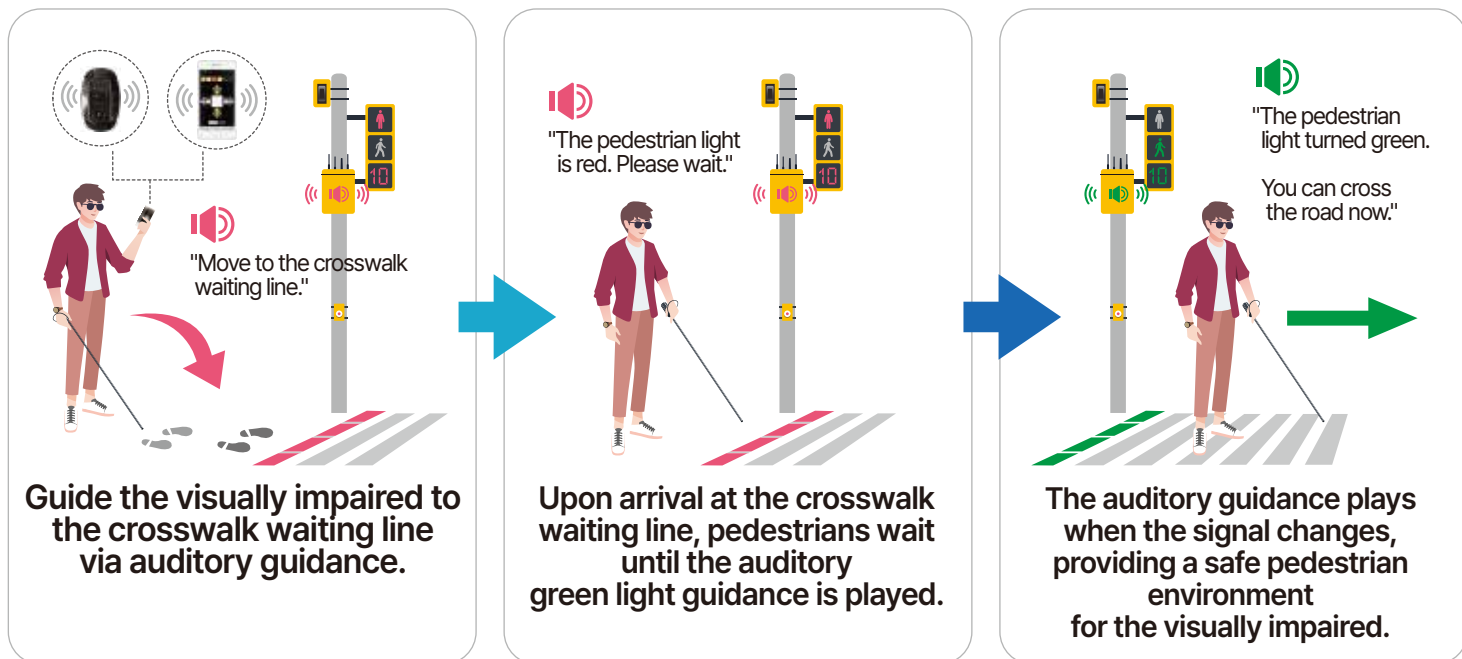 "Move to the crosswalk
waiting line."
10
Guide the visually impaired to
the crosswalk waiting line
via auditory guidance.
"The pedestrian light
is red. Please wait."
10
Upon arrival at the crosswalk
waiting line, pedestrians wait
until the auditory
green light guidance is played.
"The pedestrian
light turned green.
You can cross
the road now."
10
The auditory guidance plays
when the signal changes,
providing a safe pedestrian
environment
for the visually impaired.